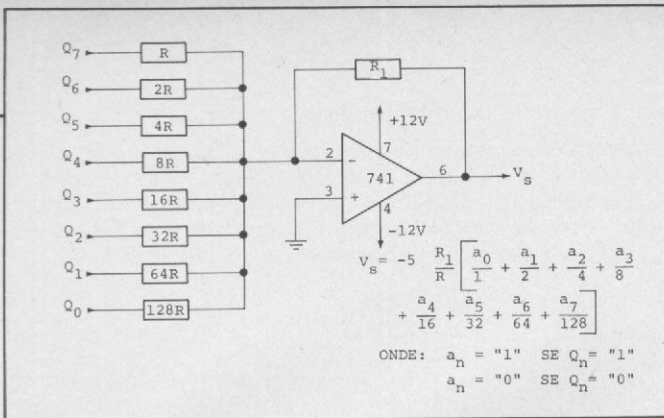 Q7 R
Q6 2R
Q5 4R
Q4 8R
Q3 16R
Q2 32R
Q1 64R
Q0 128R
R1
+12V
7
2 -
741
6
Vs
3 +
4
-12V
Vs = -5 R1/R [ a0/1 + a1/2 + a2/4 + a3/8
+ a4/16 + a5/32 + a6/64 + a7/128 ]
ONDE: an = "1" SE Qn = "1"
an = "0" SE Qn = "0"